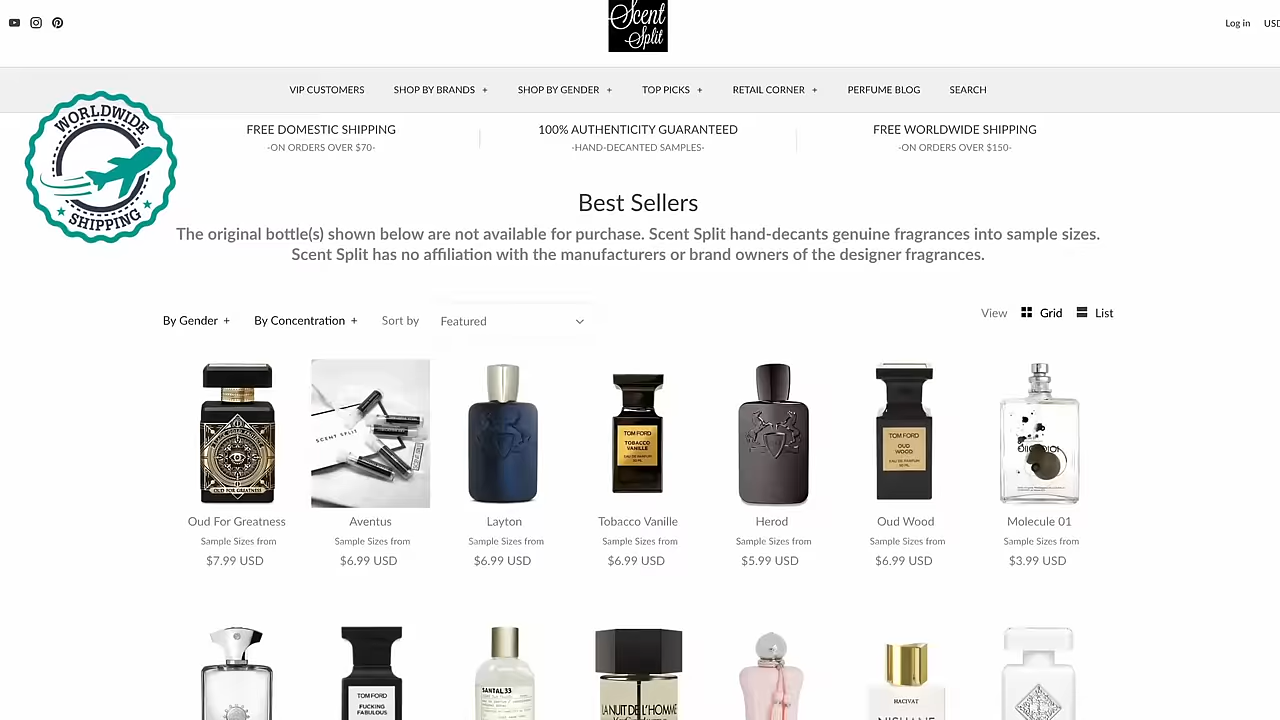 Scent
Split
Log in
USD
VIP CUSTOMERS
SHOP BY BRANDS +
SHOP BY GENDER +
TOP PICKS +
RETAIL CORNER +
PERFUME BLOG
SEARCH
WORLDWIDE
SHIPPING
FREE DOMESTIC SHIPPING
-ON ORDERS OVER $70-
100% AUTHENTICITY GUARANTEED
-HAND-DECANTED SAMPLES-
FREE WORLDWIDE SHIPPING
-ON ORDERS OVER $150-
Best Sellers
The original bottle(s) shown below are not available for purchase. Scent Split hand-decants genuine fragrances into sample sizes.
Scent Split has no affiliation with the manufacturers or brand owners of the designer fragrances.
By Gender +
By Concentration +
Sort by
Featured
View
Grid
List
OUD FOR GREATNESS
SCENT SPLIT
TOM FORD
TOBACCO
VANILLE
EAU DE PARFUM
TOM FORD
OUD
WOOD
EAU DE PARFUM
Oud For Greatness
Sample Sizes from
$7.99 USD
Aventus
Sample Sizes from
$6.99 USD
Layton
Sample Sizes from
$6.99 USD
Tobacco Vanille
Sample Sizes from
$6.99 USD
Herod
Sample Sizes from
$5.99 USD
Oud Wood
Sample Sizes from
$6.99 USD
Molecule 01
Sample Sizes from
$3.99 USD
TOM FORD
FUCKING
FABULOUS
SANTAL 33
LA NUIT DE L'HOMME
HACIVAT
NISHANE